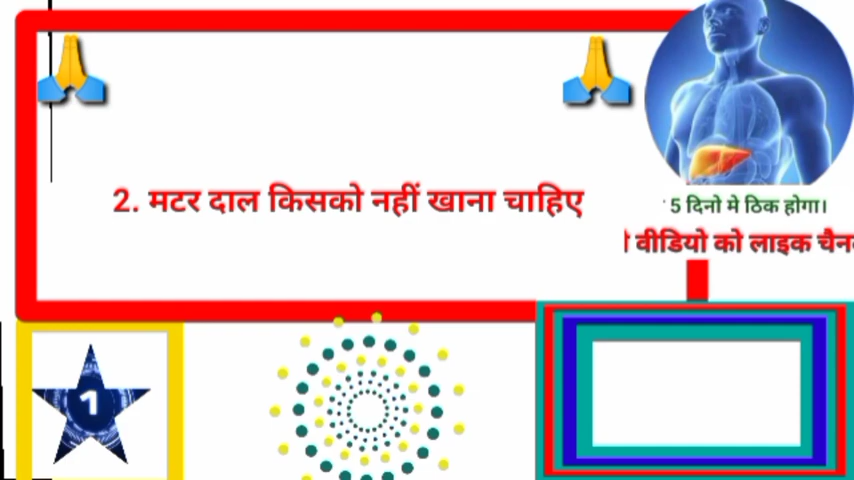 2. मटर दाल किसको नहीं खाना चाहिए
5 दिनो मे ठिक होगा।
वीडियो को लाइक
1